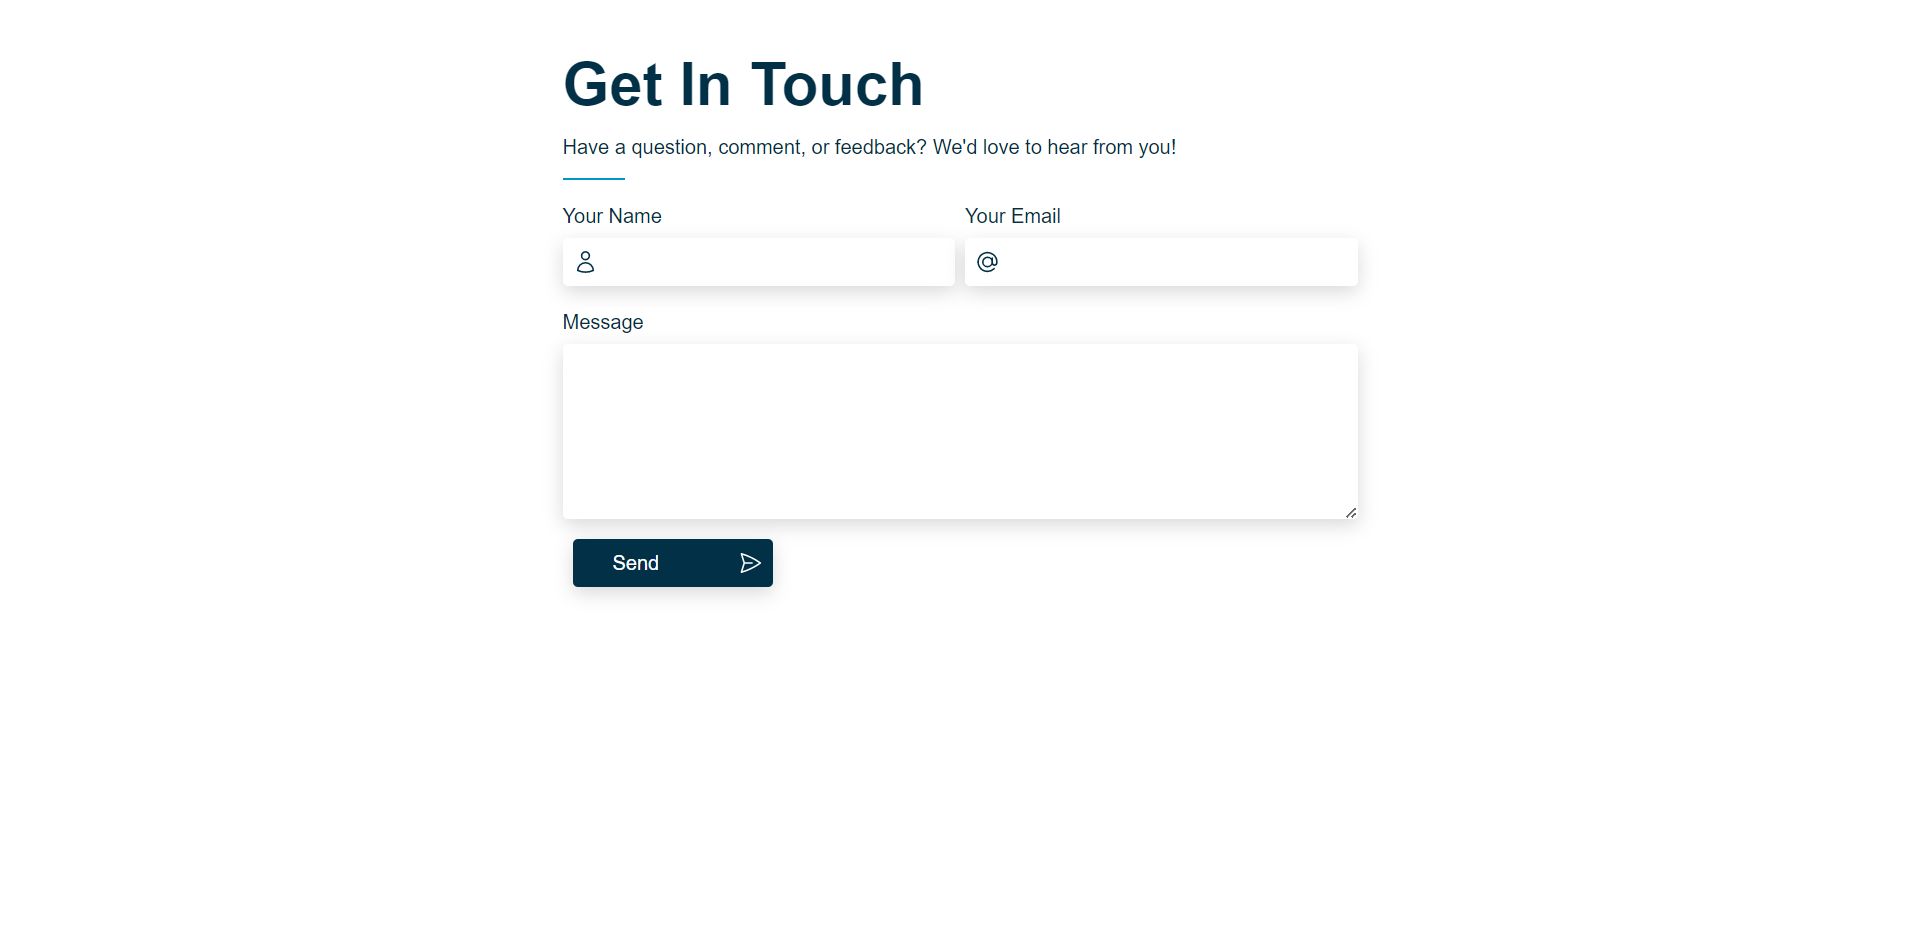 Get In Touch
Have a question, comment, or feedback? We'd love to hear from you!
Your Name
Your Email
Message
Send